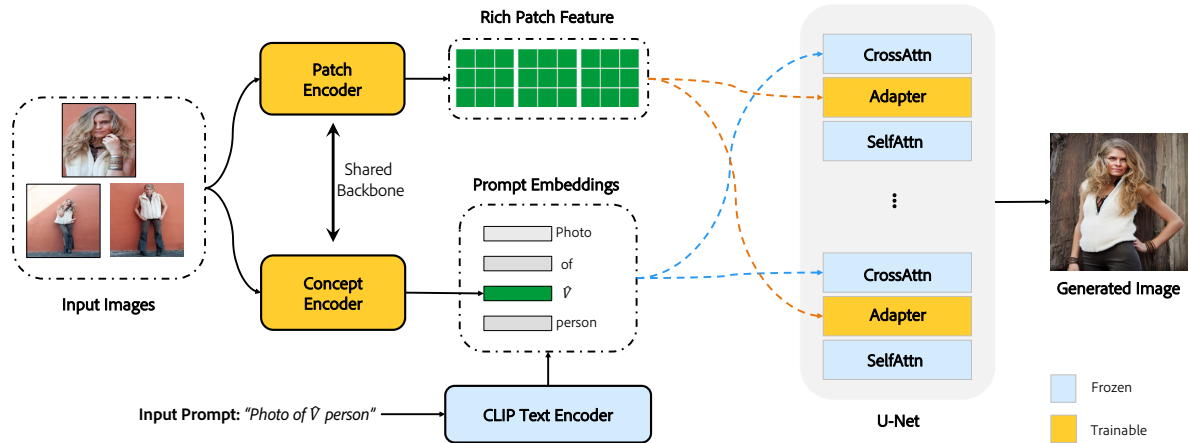 Rich Patch Feature
Patch
Encoder
CrossAttn
Adapter
SelfAttn
Shared
Backbone
Prompt Embeddings
Photo
of
V̂
person
...
Concept
Encoder
CrossAttn
Adapter
SelfAttn
Input Images
Generated Image
Input Prompt: "Photo of V̂ person"
CLIP Text Encoder
U-Net
Frozen
Trainable